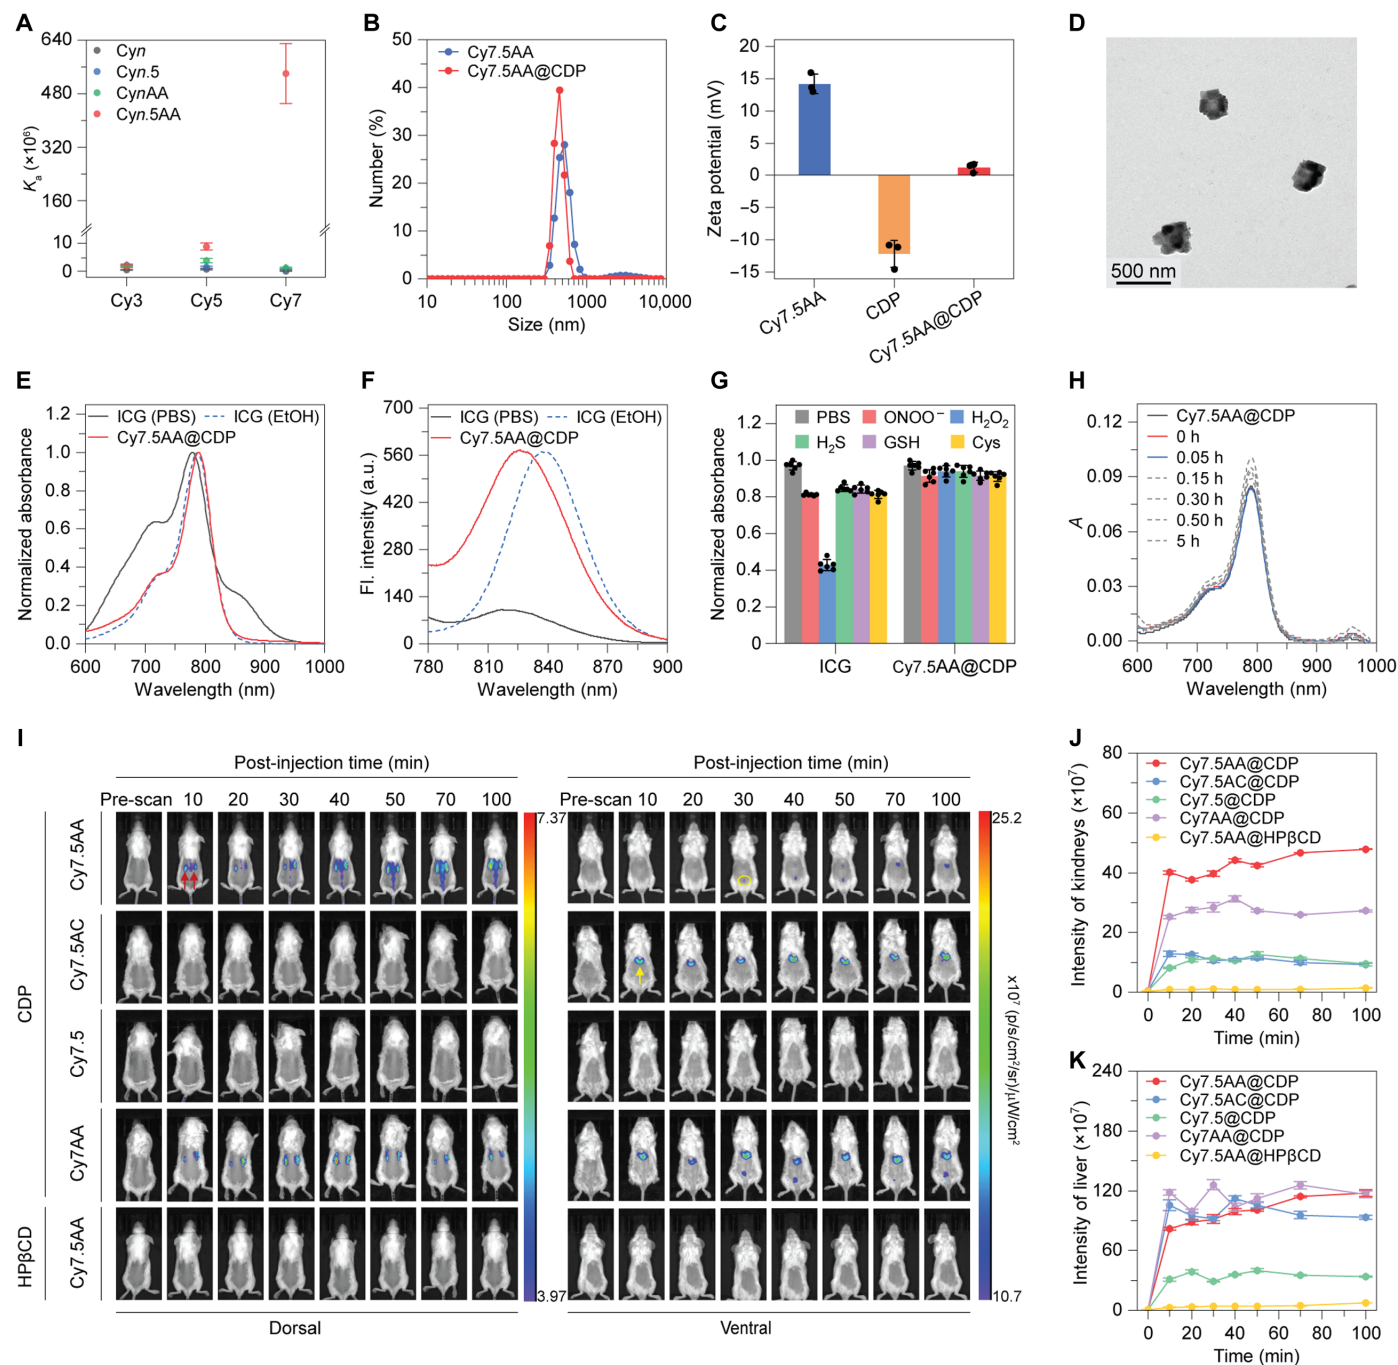 A
640
480
320
160
10
0
Kₐ (×10⁶)
Cyn
Cyn.5
CynAA
Cyn.5AA
Cy3
Cy5
Cy7
B
50
40
30
20
10
0
Number (%)
Cy7.5AA
Cy7.5AA@CDP
10
100
1000
10,000
Size (nm)
C
20
15
10
5
0
−5
−10
−15
Zeta potential (mV)
Cy7.5AA
CDP
Cy7.5AA@CDP
D
500 nm
E
1.2
1.0
0.8
0.6
0.4
0.2
0.0
Normalized absorbance
ICG (PBS)
ICG (EtOH)
Cy7.5AA@CDP
600
700
800
900
1000
Wavelength (nm)
F
700
560
420
280
140
0
Fl. intensity (a.u.)
ICG (PBS)
ICG (EtOH)
Cy7.5AA@CDP
780
810
840
870
900
Wavelength (nm)
G
1.2
1.0
0.8
0.6
0.4
0.2
0
Normalized absorbance
PBS
ONOO⁻
H₂O₂
H₂S
GSH
Cys
ICG
Cy7.5AA@CDP
H
0.12
0.09
0.06
0.03
0.00
A
Cy7.5AA@CDP
0 h
0.05 h
0.15 h
0.30 h
0.50 h
5 h
600
700
800
900
1000
Wavelength (nm)
I
Post-injection time (min)
Pre-scan 10 20 30 40 50 70 100
Post-injection time (min)
Pre-scan 10 20 30 40 50 70 100
CDP
HPβCD
Cy7.5AA
Cy7.5AC
Cy7.5
Cy7AA
Cy7.5AA
7.37
3.97
25.2
10.7
x10⁷ (p/s/cm²/sr)/μW/cm²
Dorsal
Ventral
J
80
60
40
20
0
Intensity of kindneys (×10⁷)
Cy7.5AA@CDP
Cy7.5AC@CDP
Cy7.5@CDP
Cy7AA@CDP
Cy7.5AA@HPβCD
0
20
40
60
80
100
Time (min)
K
240
180
120
60
0
Intensity of liver (×10⁷)
Cy7.5AA@CDP
Cy7.5AC@CDP
Cy7.5@CDP
Cy7AA@CDP
Cy7.5AA@HPβCD
0
20
40
60
80
100
Time (min)